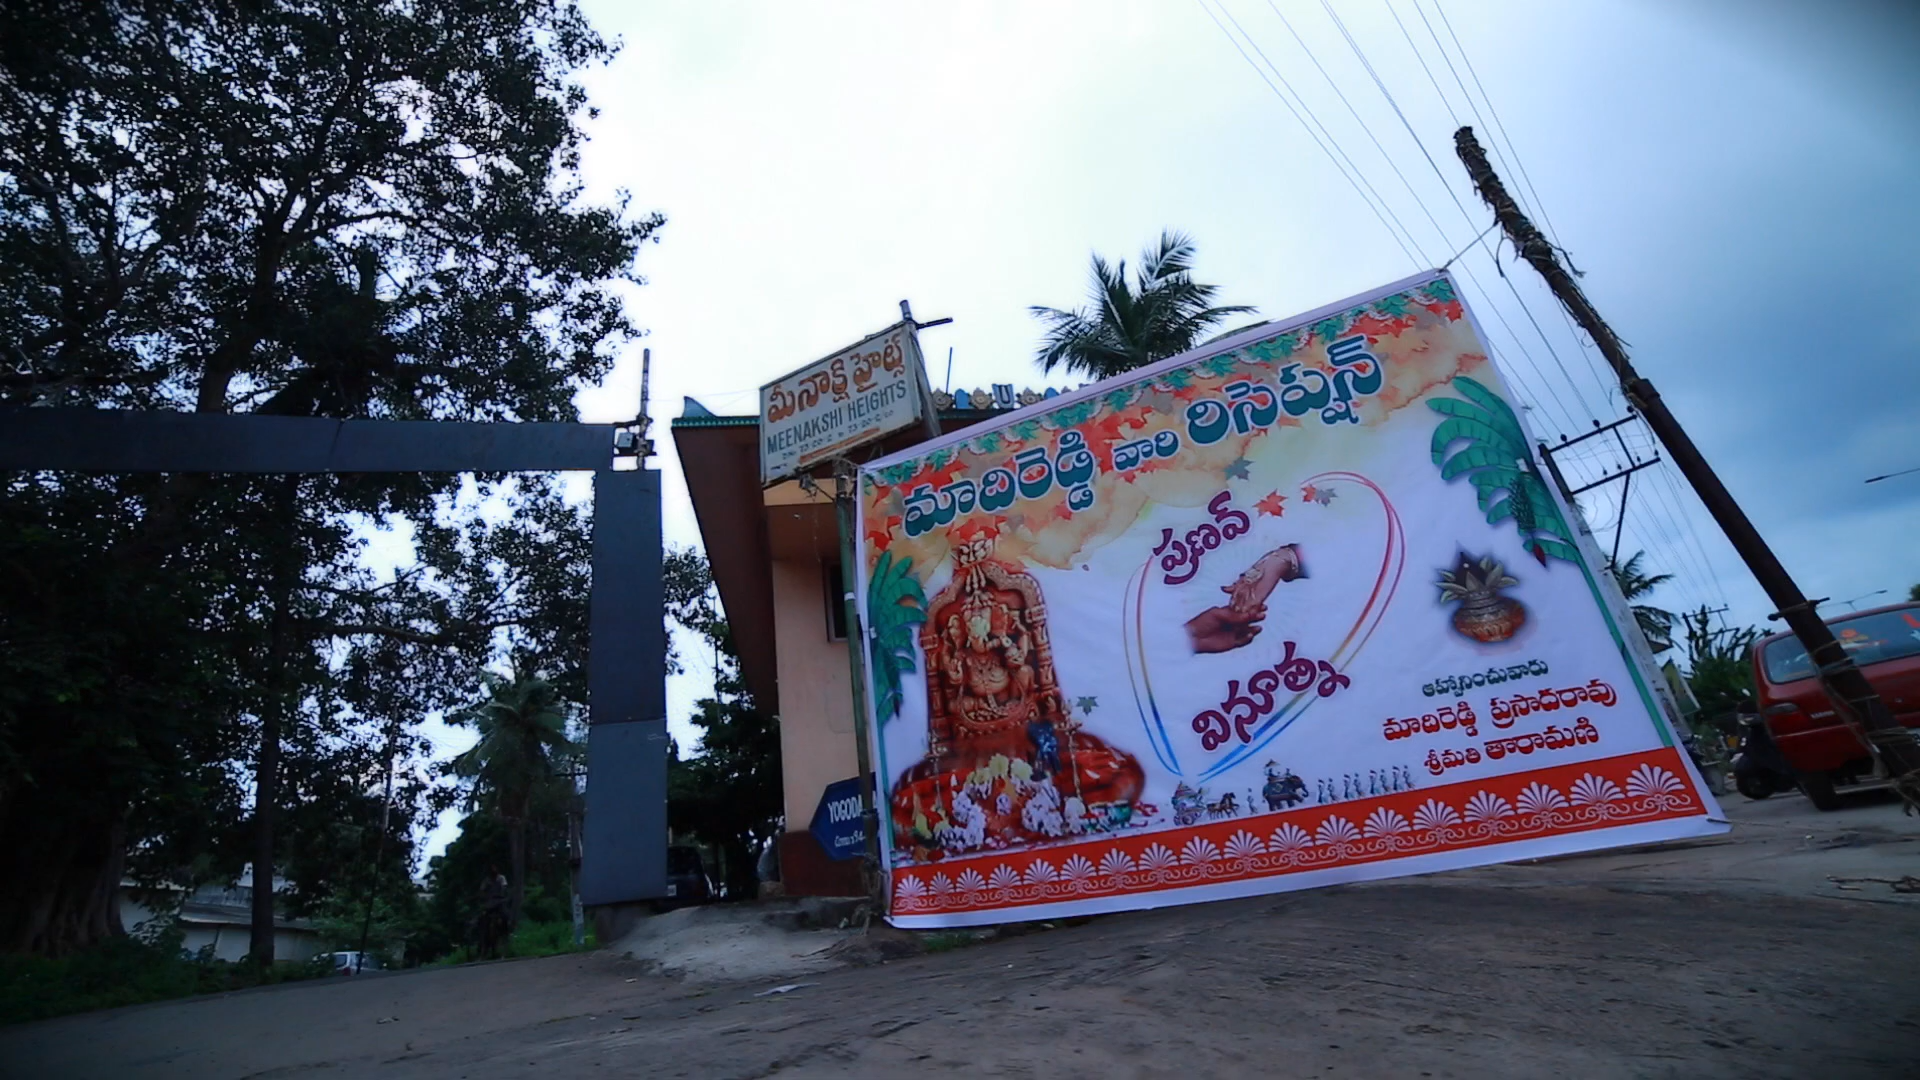 మీనాక్షి హైట్స్
MEENAKSHI HEIGHTS
మాదిరెడ్డి వారి రిసెప్షన్
ప్రణవ్
వినూత్న
ఆహ్వానించువారు
మాదిరెడ్డి ప్రసాదరావు
శ్రీమతి తారామణి
YOGODA